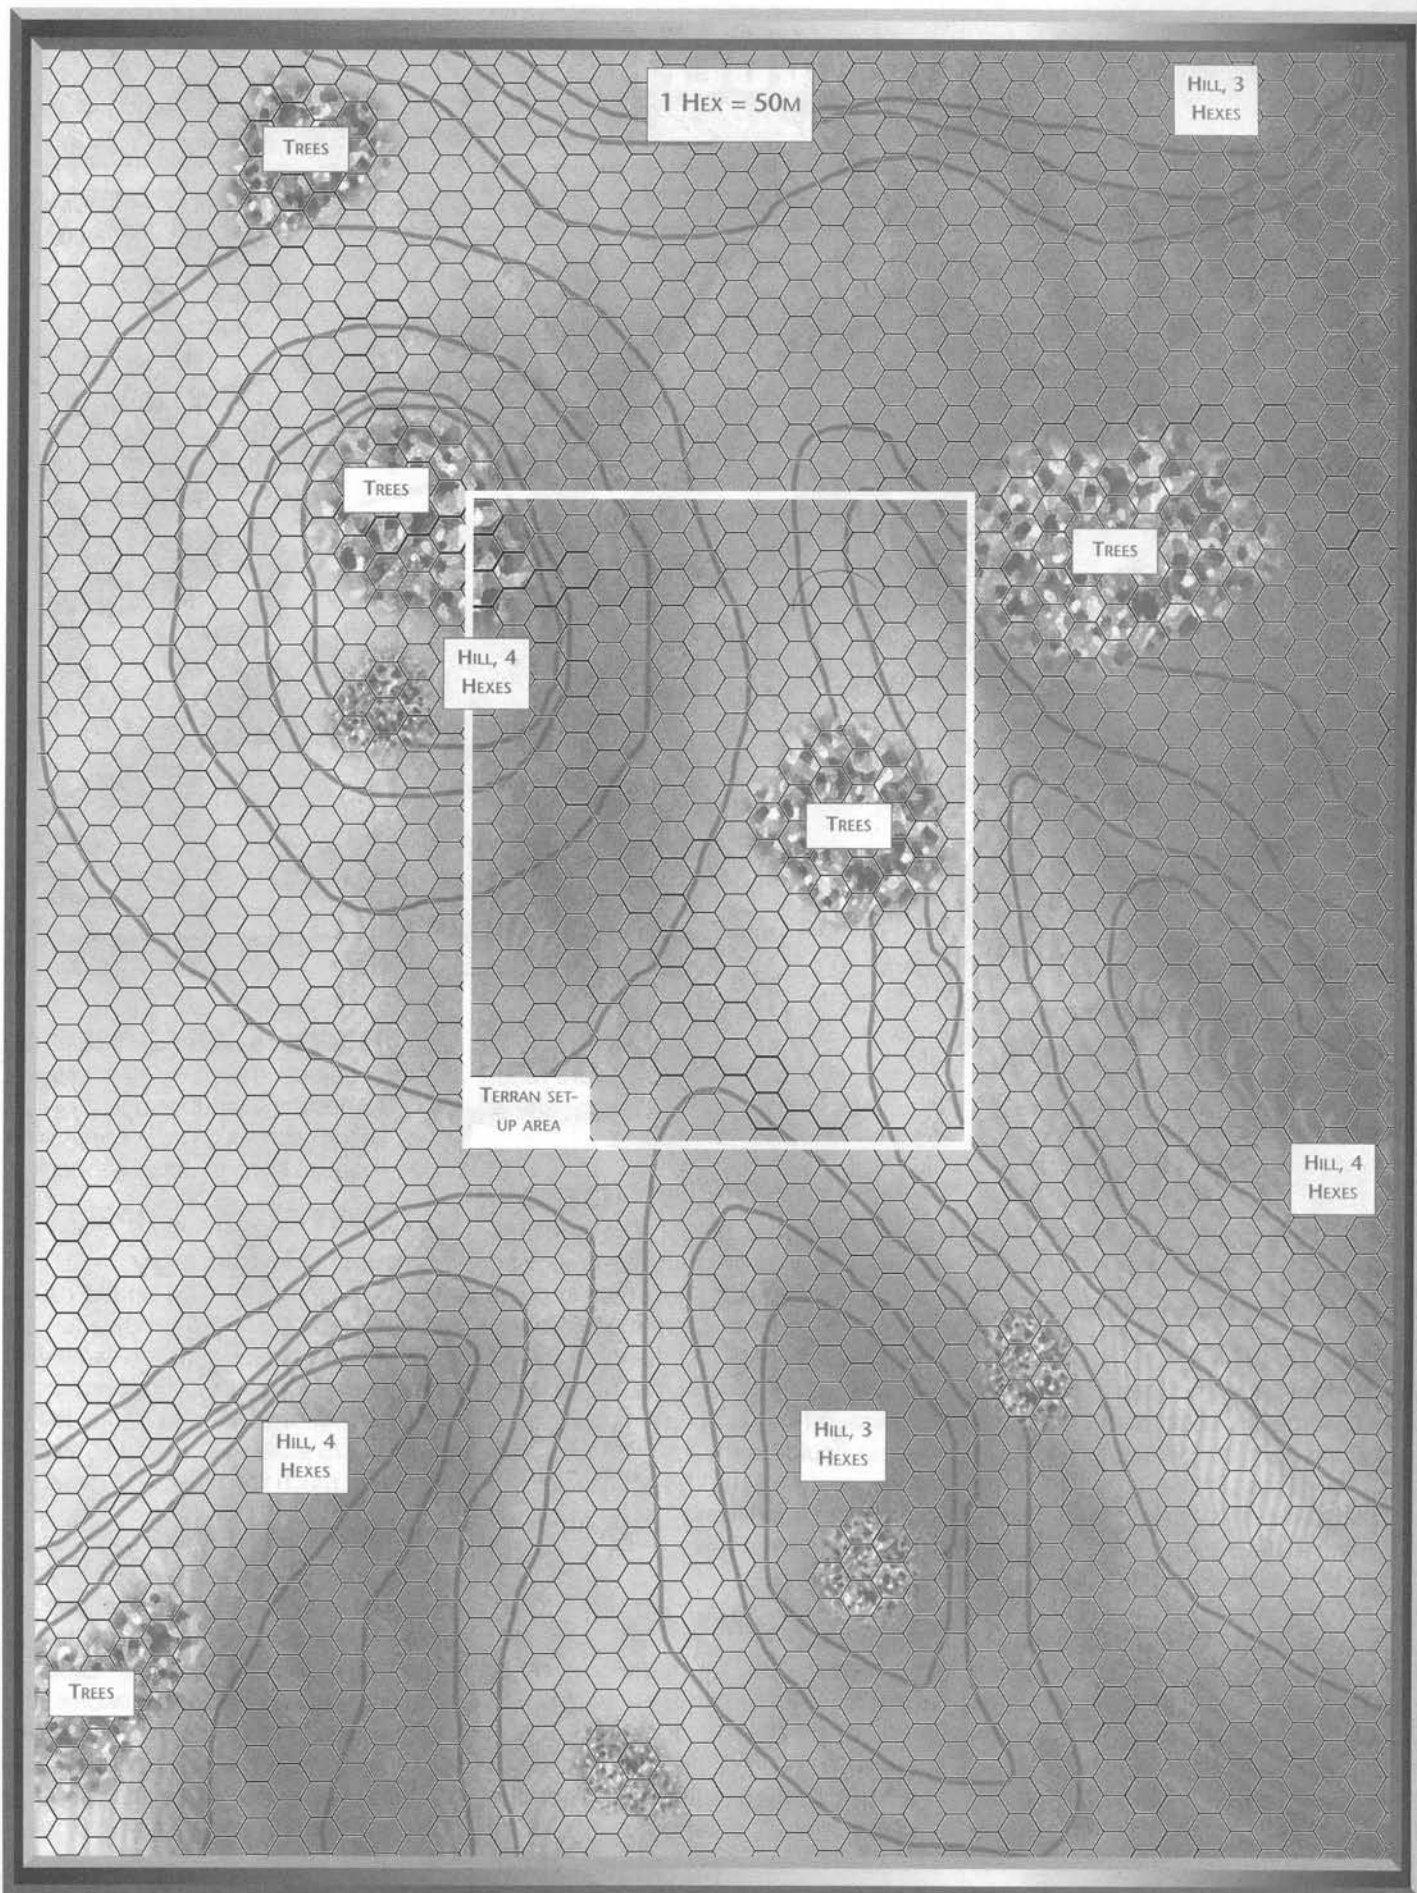 1 HEX = 50M
HILL, 3
HEXES
TREES
TREES
TREES
HILL, 4
HEXES
TREES
TERRAN SET-
UP AREA
HILL, 4
HEXES
HILL, 4
HEXES
HILL, 3
HEXES
TREES